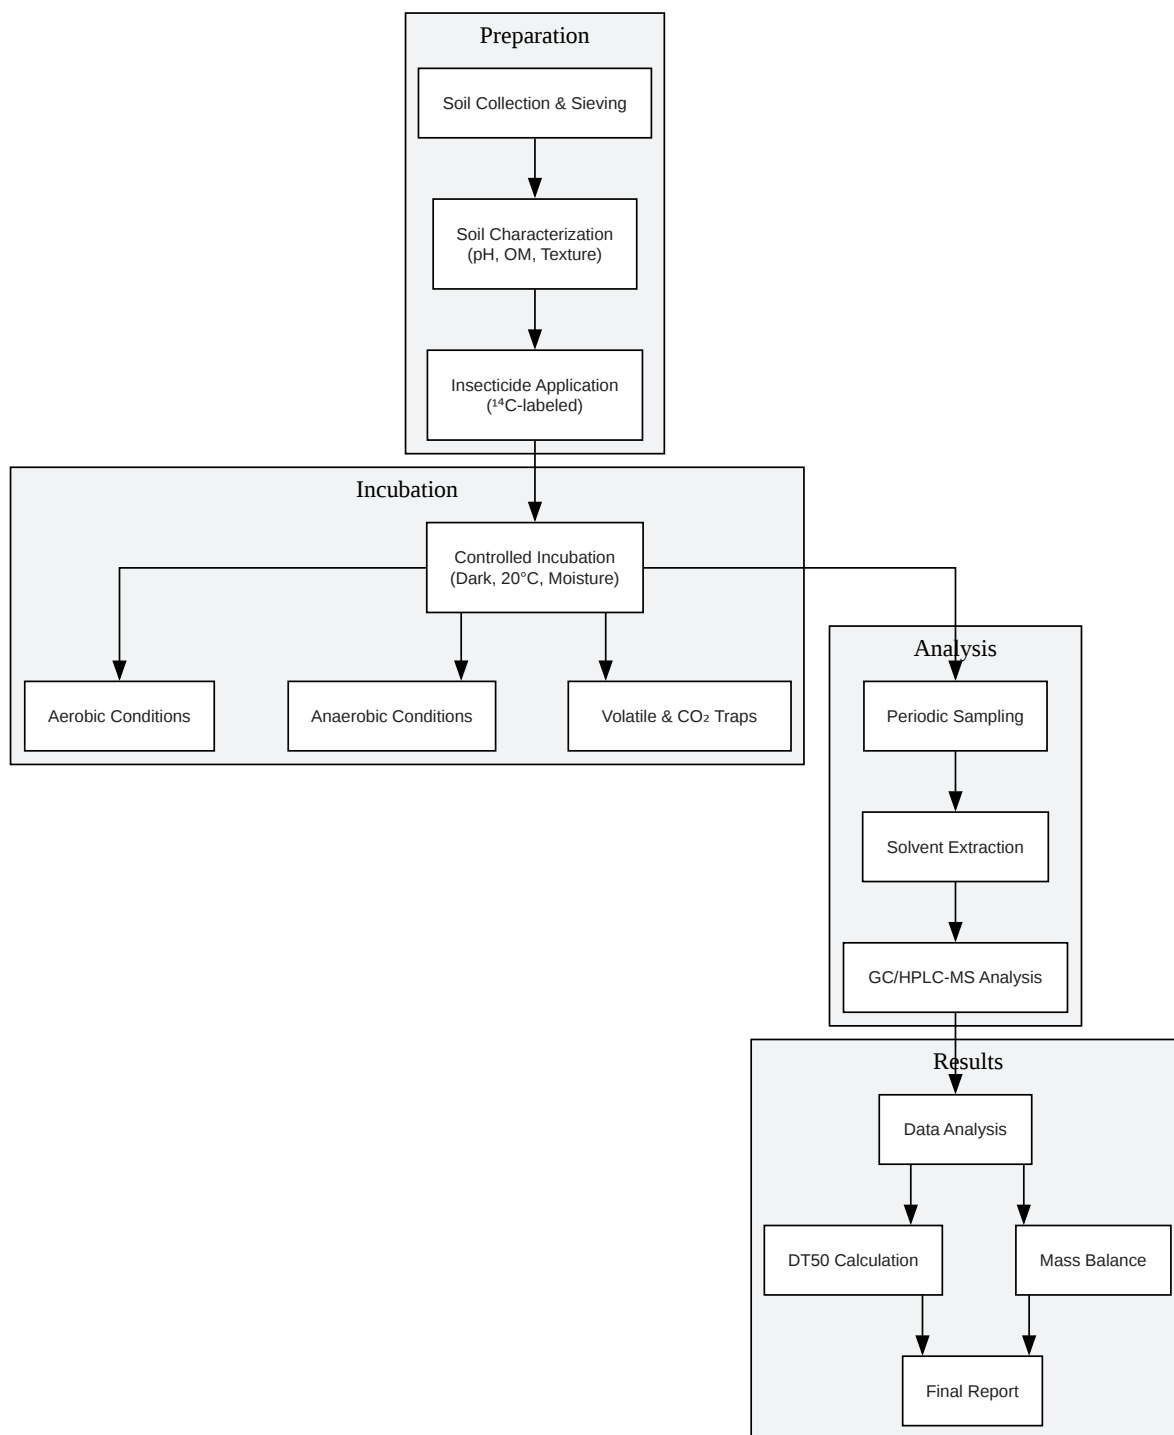 Preparation
Soil Collection & Sieving
Soil Characterization
(pH, OM, Texture)
Insecticide Application
(¹⁴C-labeled)
Incubation
Controlled Incubation
(Dark, 20°C, Moisture)
Aerobic Conditions
Anaerobic Conditions
Volatile & CO₂ Traps
Analysis
Periodic Sampling
Solvent Extraction
GC/HPLC-MS Analysis
Results
Data Analysis
DT50 Calculation
Mass Balance
Final Report